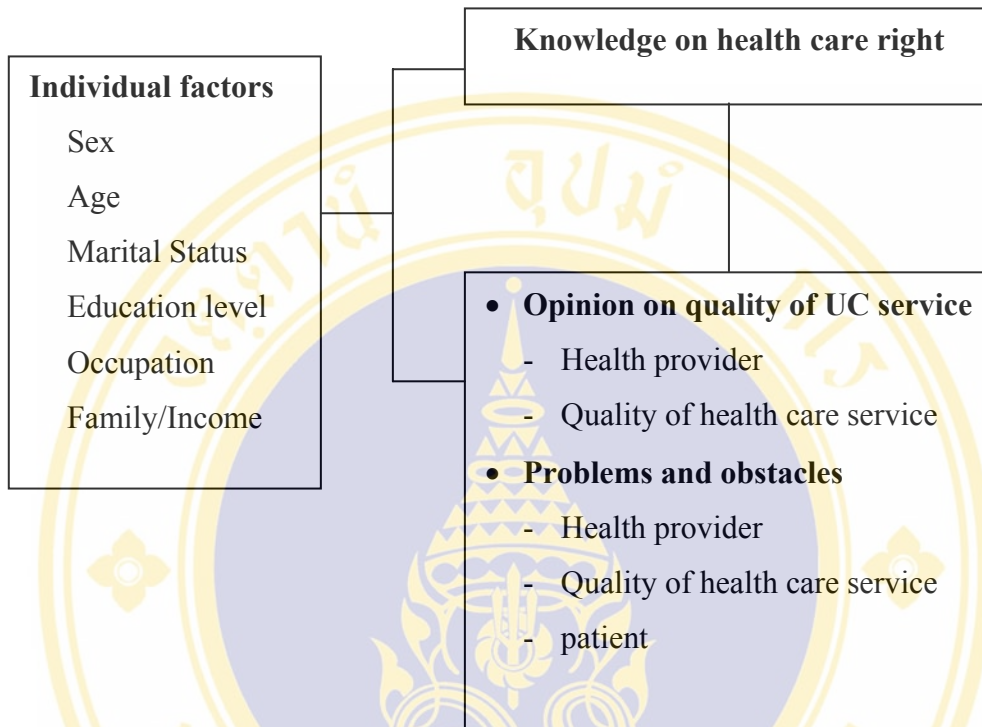 Knowledge on health care right
Individual factors
Sex
Age
Marital Status
Education level
Occupation
Family/Income
• Opinion on quality of UC service
- Health provider
- Quality of health care service
• Problems and obstacles
- Health provider
- Quality of health care service
- patient